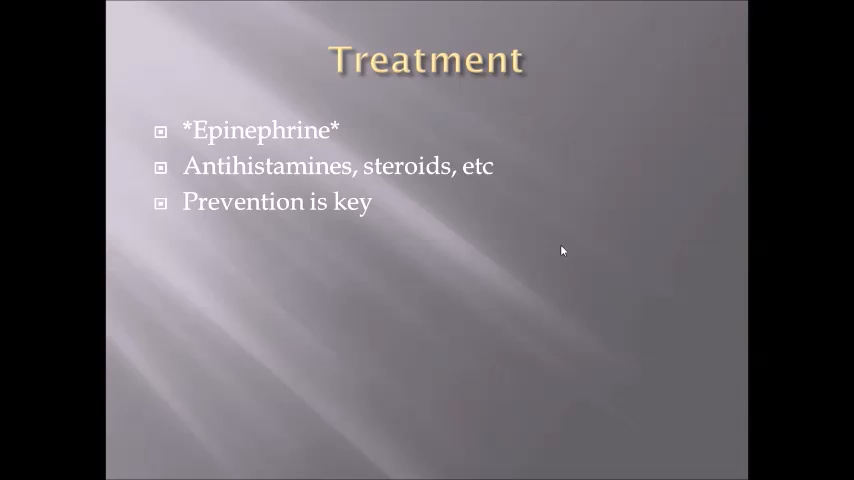 Treatment
*Epinephrine*
Antihistamines, steroids, etc
Prevention is key